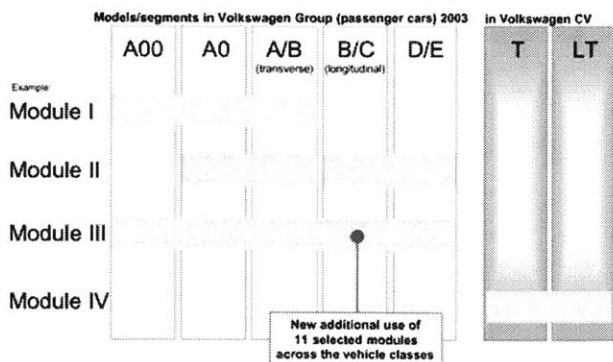 Models/segments in Volkswagen Group (passenger cars) 2003 in Volkswagen CV
A00 A0 A/B B/C D/E T LT
(transverse) (longitudinal)
Example:
Module I
Module II
Module III
Module IV
New additional use of
11 selected modules
across the vehicle classes